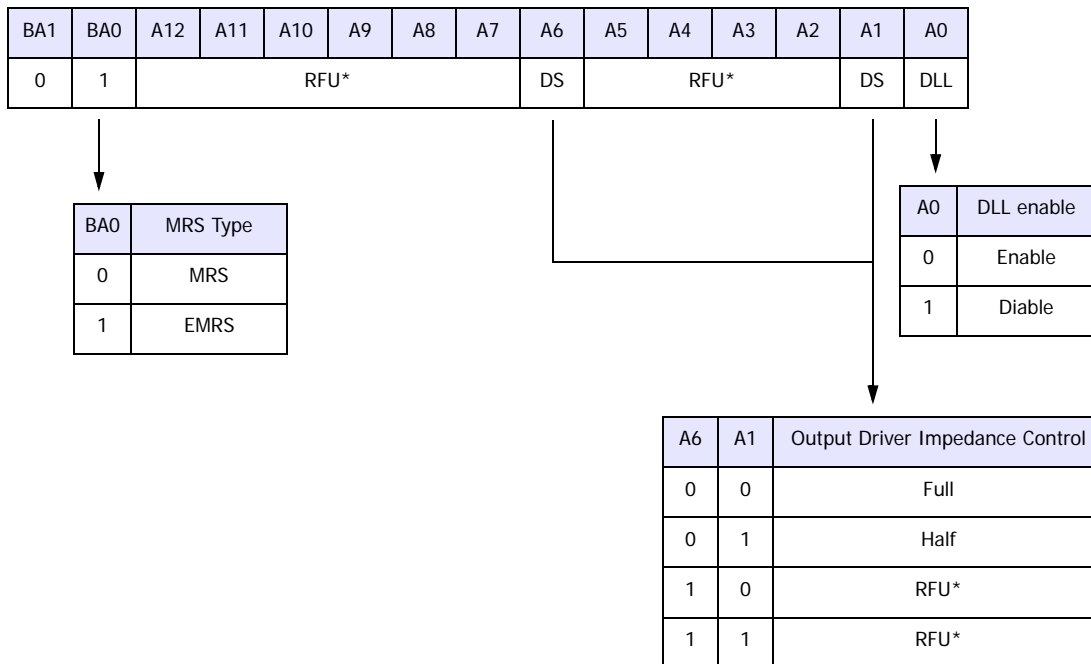 BA1 BA0 A12 A11 A10 A9 A8 A7 A6 A5 A4 A3 A2 A1 A0
0 1 RFU* DS RFU* DS DLL
BA0 MRS Type
0 MRS
1 EMRS
A0 DLL enable
0 Enable
1 Diable
A6 A1 Output Driver Impedance Control
0 0 Full
0 1 Half
1 0 RFU*
1 1 RFU*